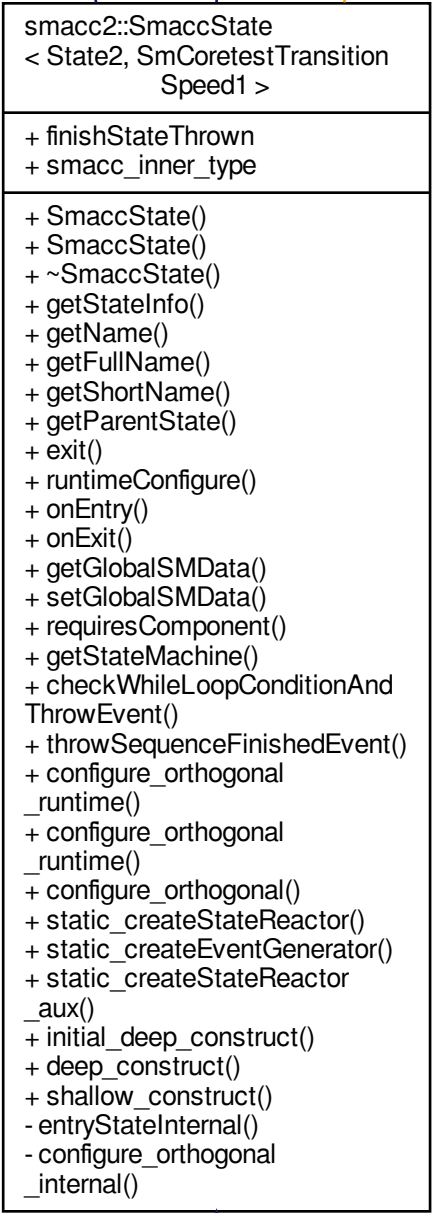 smacc2::SmaccState
< State2, SmCoretestTransition
Speed1 >
+ finishStateThrown
+ smacc_inner_type
+ SmaccState()
+ SmaccState()
+ ~SmaccState()
+ getStateInfo()
+ getName()
+ getFullName()
+ getShortName()
+ getParentState()
+ exit()
+ runtimeConfigure()
+ onEntry()
+ onExit()
+ getGlobalSMData()
+ setGlobalSMData()
+ requiresComponent()
+ getStateMachine()
+ checkWhileLoopConditionAnd
ThrowEvent()
+ throwSequenceFinishedEvent()
+ configure_orthogonal
_runtime()
+ configure_orthogonal
_runtime()
+ configure_orthogonal()
+ static_createStateReactor()
+ static_createEventGenerator()
+ static_createStateReactor
_aux()
+ initial_deep_construct()
+ deep_construct()
+ shallow_construct()
- entryStateInternal()
- configure_orthogonal
_internal()